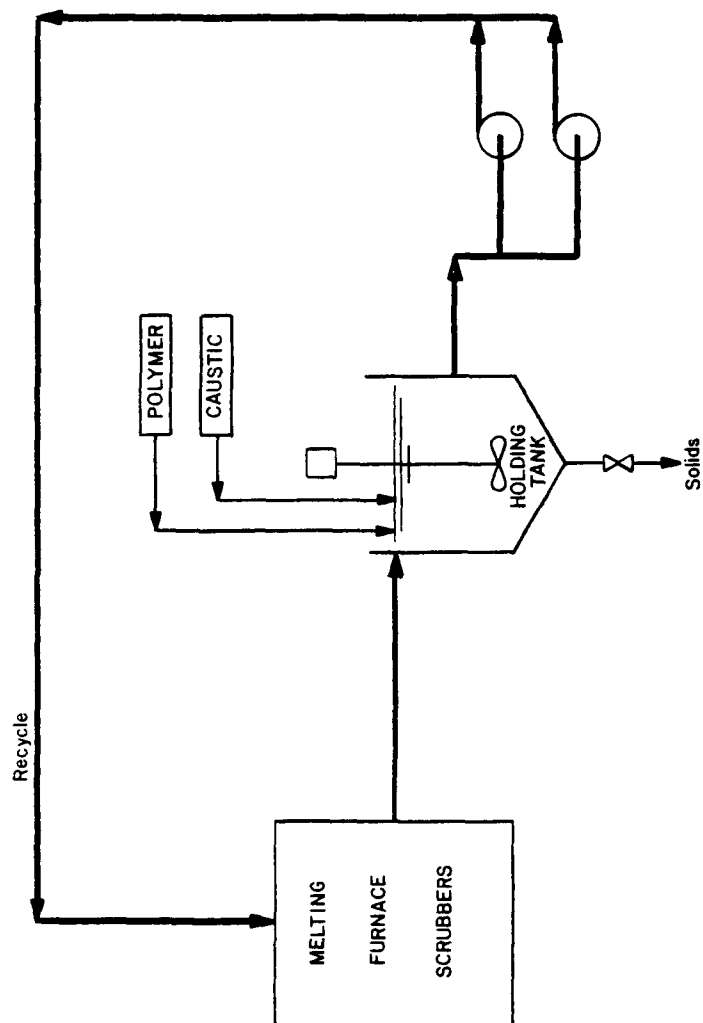 Recycle
POLYMER
CAUSTIC
HOLDING
TANK
Solids
MELTING
FURNACE
SCRUBBERS